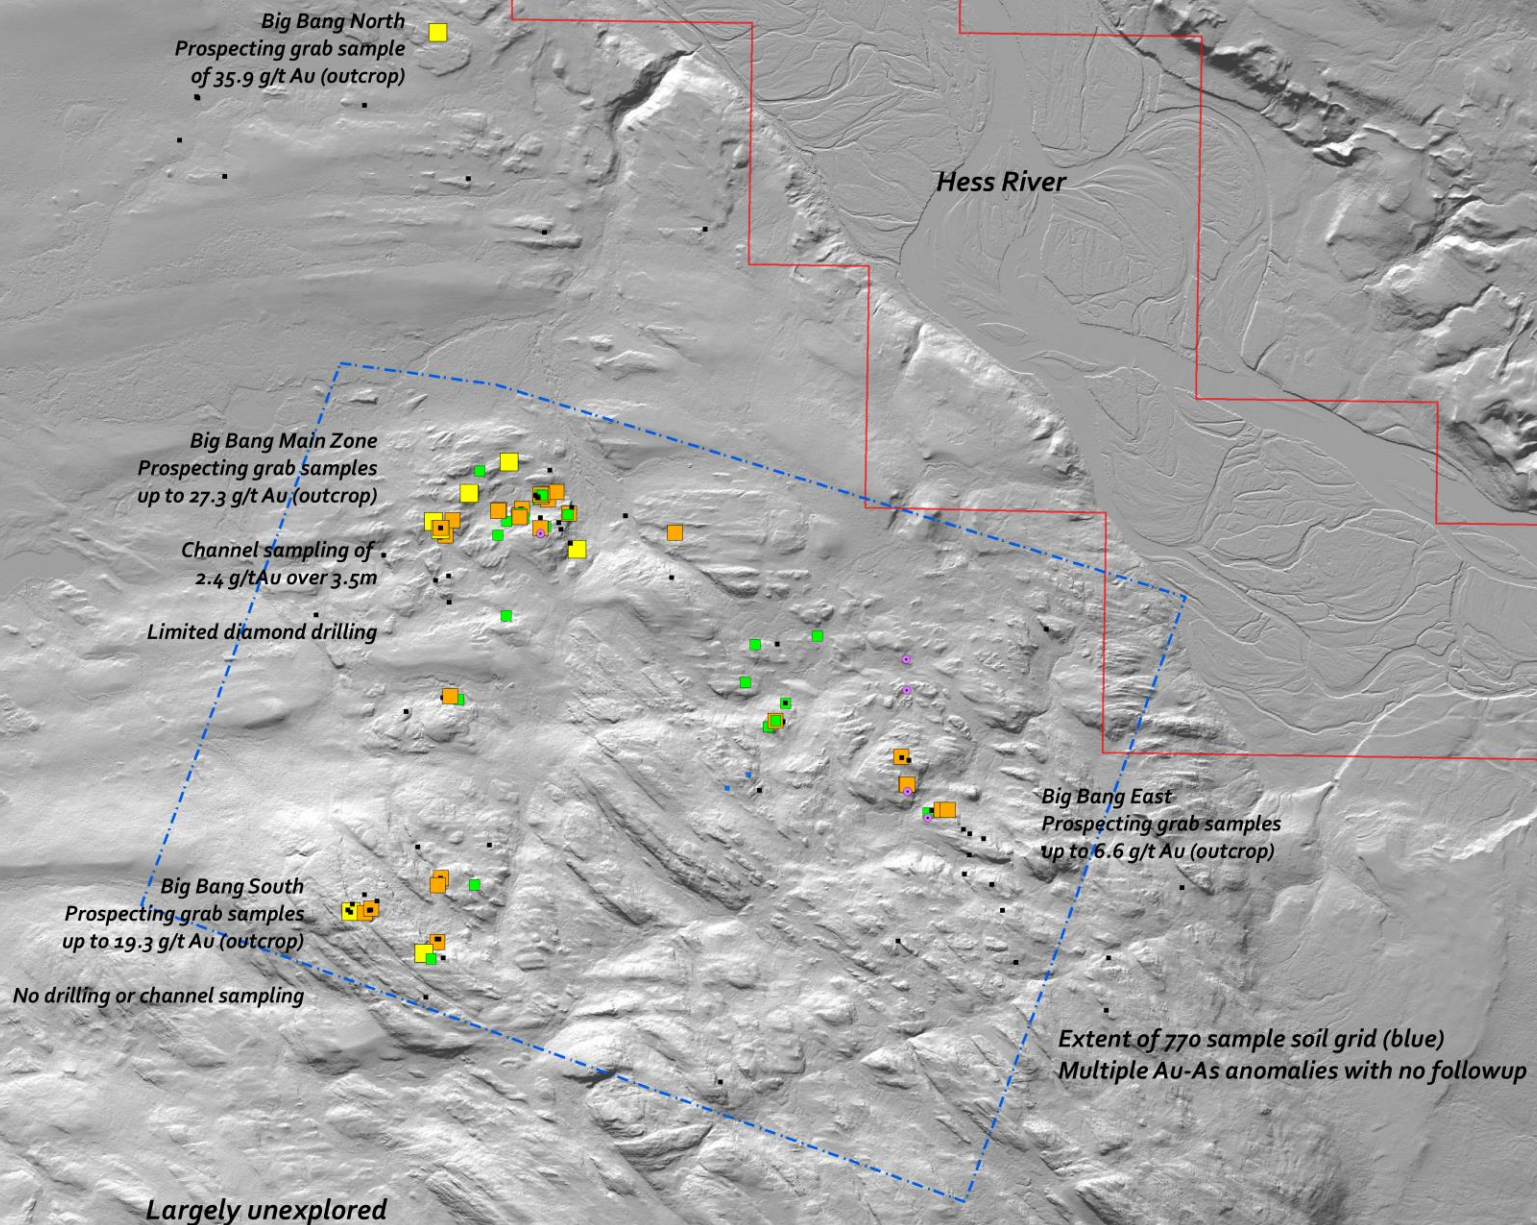 Big Bang North
Prospecting grab sample
of 35.9 g/t Au (outcrop)
Hess River
Big Bang Main Zone
Prospecting grab samples
up to 27.3 g/t Au (outcrop)
Channel sampling of
2.4 g/tAu over 3.5m
Limited diamond drilling
Big Bang East
Prospecting grab samples
up to 6.6 g/t Au (outcrop)
Big Bang South
Prospecting grab samples
up to 19.3 g/t Au (outcrop)
No drilling or channel sampling
Extent of 770 sample soil grid (blue)
Multiple Au-As anomalies with no followup
Largely unexplored